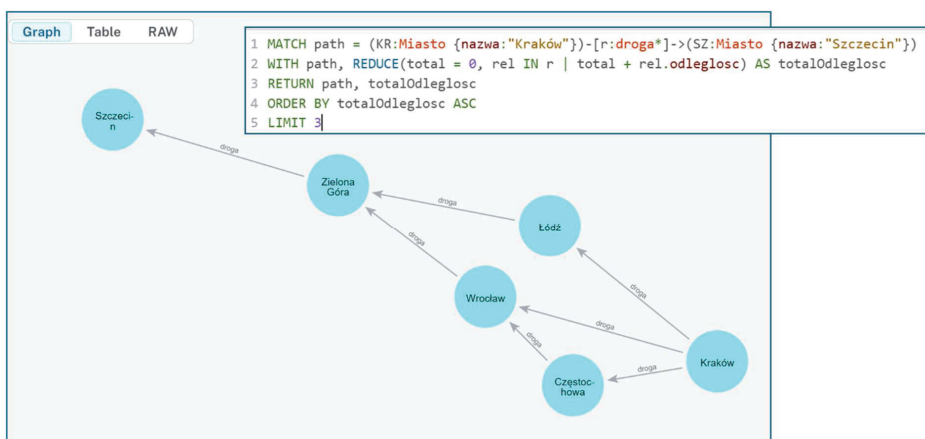 Graph Table RAW
1 MATCH path = (KR:Miasto {nazwa:"Kraków"})-[r:droga*]->(SZ:Miasto {nazwa:"Szczecin"})
2 WITH path, REDUCE(total = 0, rel IN r | total + rel.odleglosc) AS totalOdleglosc
3 RETURN path, totalOdleglosc
4 ORDER BY totalOdleglosc ASC
5 LIMIT 3
Szczeci-
n
droga
Zielona
Góra
droga
Łódź
droga
Wrocław
droga
droga
droga
Kraków
droga
Częstoc-
howa